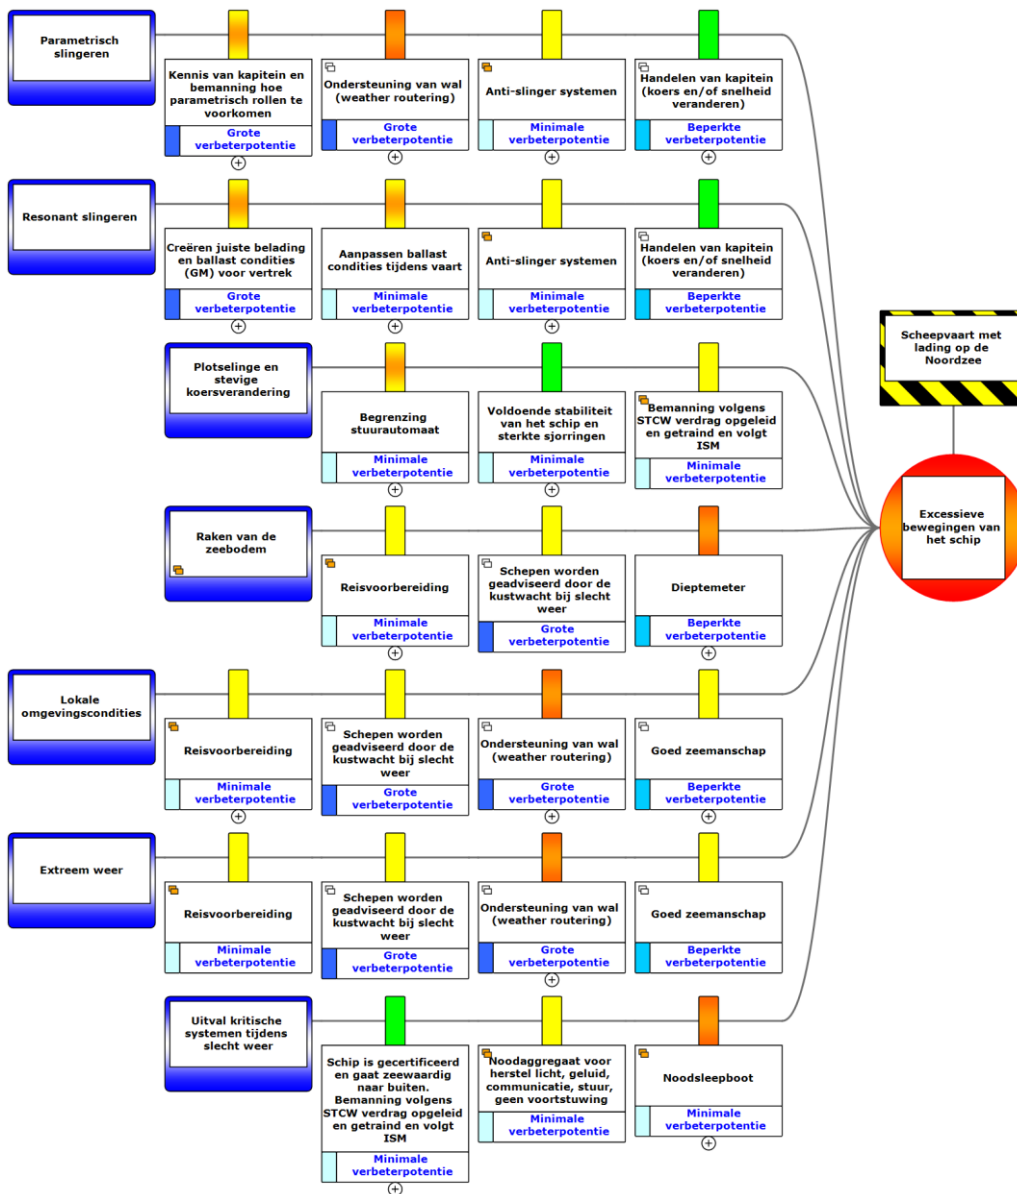 Parametrisch
slingeren
Kennis van kapitein en
bemanning hoe
parametrisch rollen te
voorkomen
Grote
verbeterpotentie
Ondersteuning van wal
(weather routering)
Grote
verbeterpotentie
Anti-slinger systemen
Minimale
verbeterpotentie
Handelen van kapitein
(koers en/of snelheid
veranderen)
Beperkte
verbeterpotentie
Resonant slingeren
Creëren juiste belading
en ballast condities
(GM) voor vertrek
Grote
verbeterpotentie
Aanpassen ballast
condities tijdens vaart
Minimale
verbeterpotentie
Anti-slinger systemen
Minimale
verbeterpotentie
Handelen van kapitein
(koers en/of snelheid
veranderen)
Beperkte
verbeterpotentie
Plotselinge en
stevige
koersverandering
Begrenzing
stuurautomaat
Minimale
verbeterpotentie
Voldoende stabiliteit
van het schip en
sterkte sjorringen
Minimale
verbeterpotentie
Bemanning volgens
STCW verdrag opgeleid
en getraind en volgt
ISM
Minimale
verbeterpotentie
Scheepvaart met
lading op de
Noordzee
Excessieve
bewegingen van
het schip
Raken van de
zeebodem
Reisvoorbereiding
Minimale
verbeterpotentie
Schepen worden
geadviseerd door de
kustwacht bij slecht
weer
Grote
verbeterpotentie
Dieptemeter
Beperkte
verbeterpotentie
Lokale
omgevingscondities
Reisvoorbereiding
Minimale
verbeterpotentie
Schepen worden
geadviseerd door de
kustwacht bij slecht
weer
Grote
verbeterpotentie
Ondersteuning van wal
(weather routering)
Grote
verbeterpotentie
Goed zeemanschap
Beperkte
verbeterpotentie
Extreem weer
Reisvoorbereiding
Minimale
verbeterpotentie
Schepen worden
geadviseerd door de
kustwacht bij slecht
weer
Grote
verbeterpotentie
Ondersteuning van wal
(weather routering)
Grote
verbeterpotentie
Goed zeemanschap
Beperkte
verbeterpotentie
Uitval kritische
systemen tijdens
slecht weer
Schip is gecertificeerd
en gaat zeewaardig
naar buiten.
Bemanning volgens
STCW verdrag opgeleid
en getraind en volgt
ISM
Minimale
verbeterpotentie
Noodaggregaat voor
herstel licht, geluid,
communicatie, stuur,
geen voortstuwing
Minimale
verbeterpotentie
Noodsleepboot
Minimale
verbeterpotentie